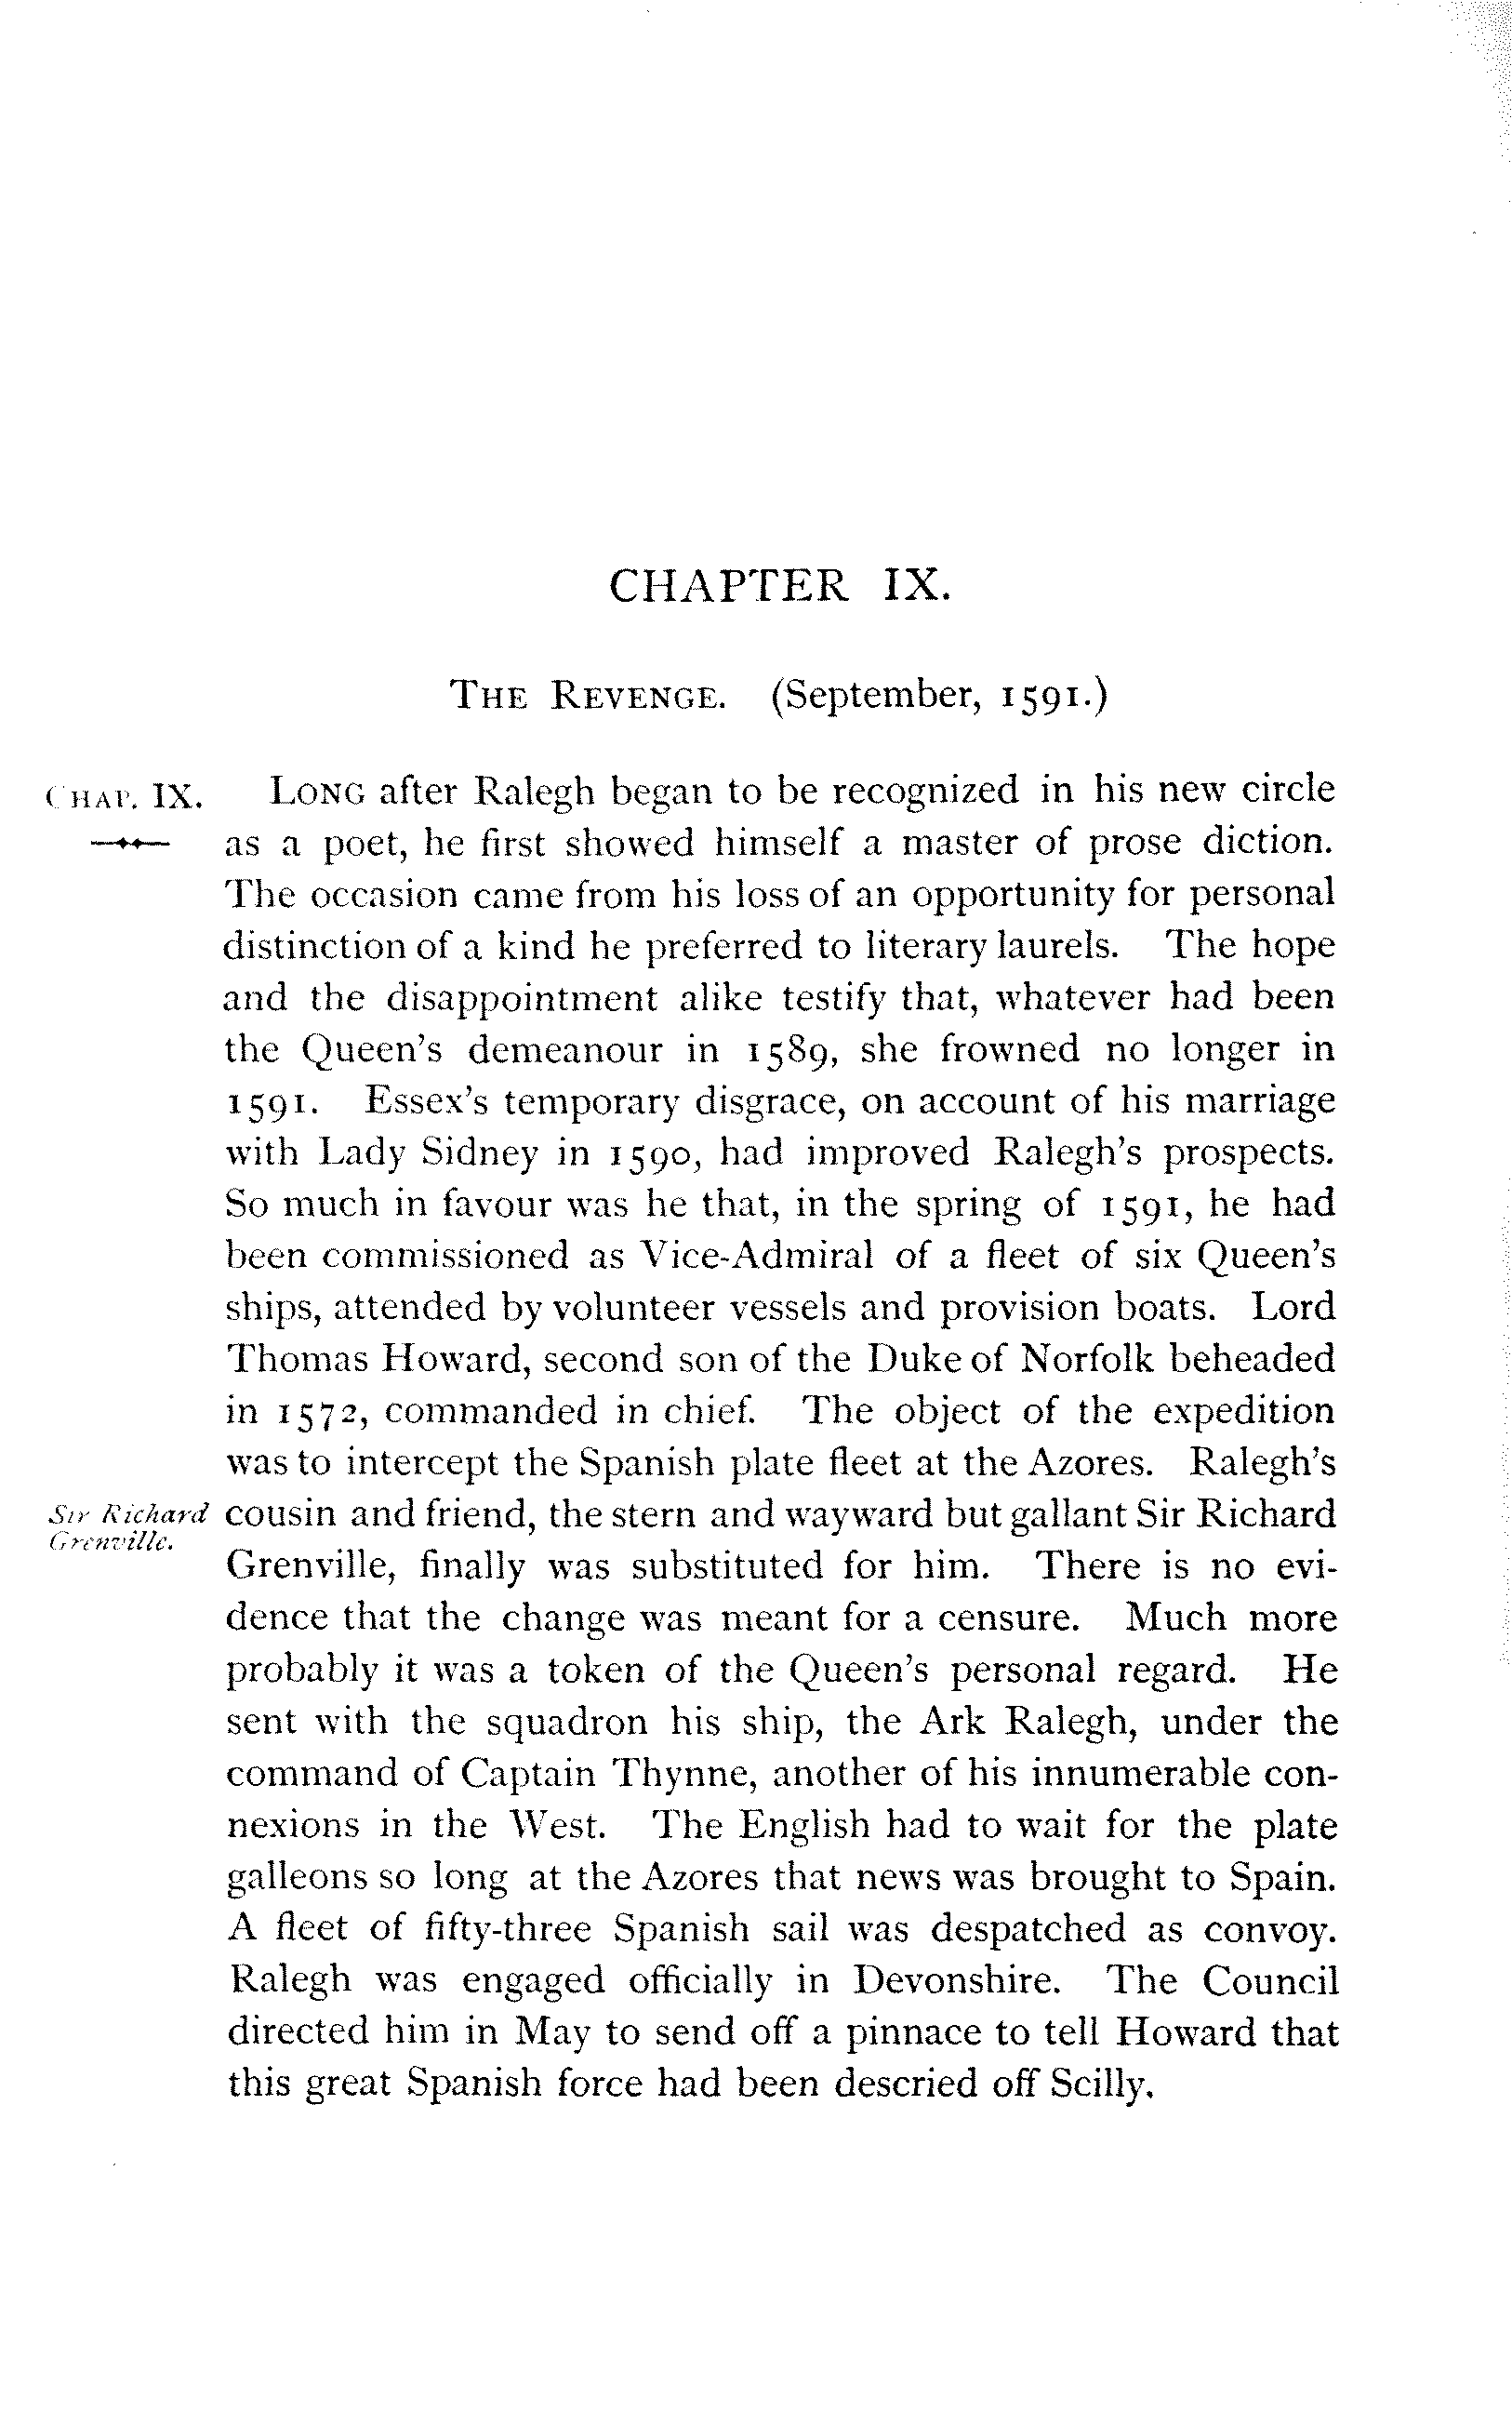 CHAPTER IX.
THE REVENGE. (September, 1591.)
CHAP. IX.
LONG after Ralegh began to be recognized in his new circle
as a poet, he first showed himself a master of prose diction.
The occasion came from his loss of an opportunity for personal
distinction of a kind he preferred to literary laurels. The hope
and the disappointment alike testify that, whatever had been
the Queen's demeanour in 1589, she frowned no longer in
1591. Essex's temporary disgrace, on account of his marriage
with Lady Sidney in 1590, had improved Ralegh's prospects.
So much in favour was he that, in the spring of 1591, he had
been commissioned as Vice-Admiral of a fleet of six Queen's
ships, attended by volunteer vessels and provision boats. Lord
Thomas Howard, second son of the Duke of Norfolk beheaded
in 1572, commanded in chief. The object of the expedition
was to intercept the Spanish plate fleet at the Azores. Ralegh's
Sir Richard
Grenville.
cousin and friend, the stern and wayward but gallant Sir Richard
Grenville, finally was substituted for him. There is no evi-
dence that the change was meant for a censure. Much more
probably it was a token of the Queen's personal regard. He
sent with the squadron his ship, the Ark Ralegh, under the
command of Captain Thynne, another of his innumerable con-
nexions in the West. The English had to wait for the plate
galleons so long at the Azores that news was brought to Spain.
A fleet of fifty-three Spanish sail was despatched as convoy.
Ralegh was engaged officially in Devonshire. The Council
directed him in May to send off a pinnace to tell Howard that
this great Spanish force had been descried off Scilly.